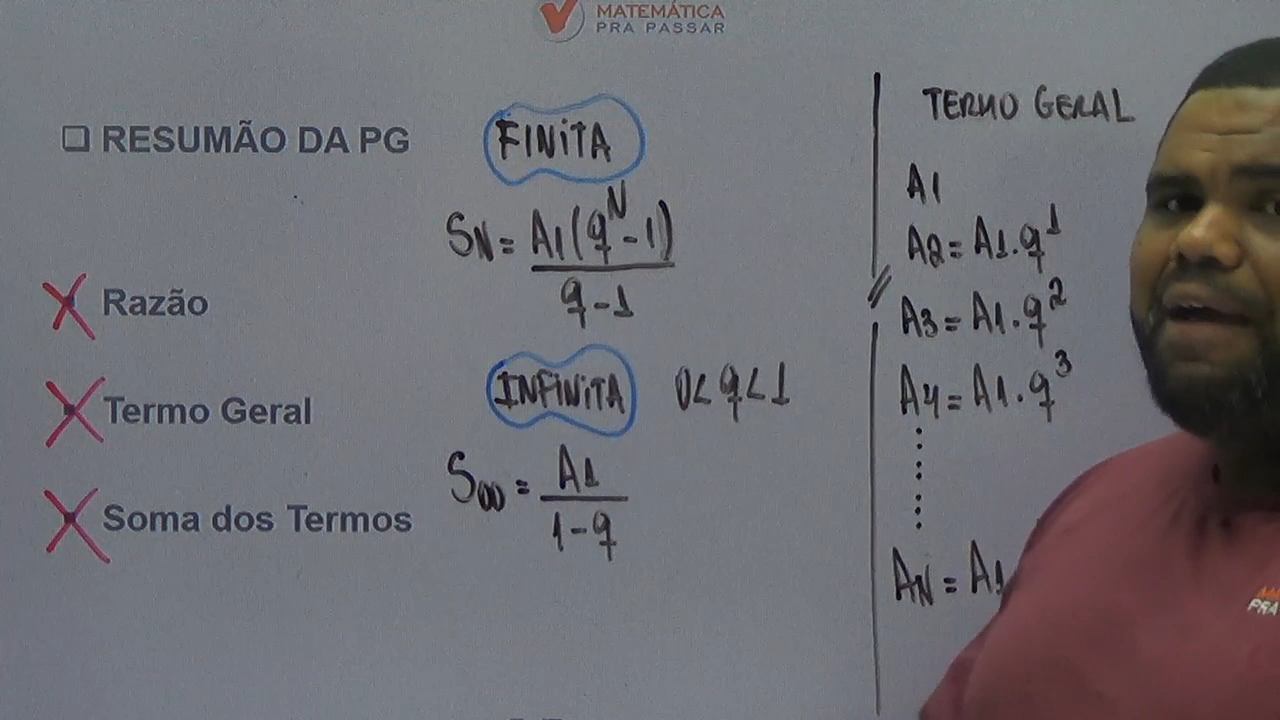 MATEMÁTICA
PRA PASSAR
RESUMÃO DA PG
FINITA
SN = A1(q^N - 1)
q - 1
Razão
INFINITA 0 < q < 1
Termo Geral
S∞ = A1
1 - q
Soma dos Termos
TERMO GERAL
A1
A2 = A1.q^1
A3 = A1.q^2
A4 = A1.q^3
AN = A1
PRA